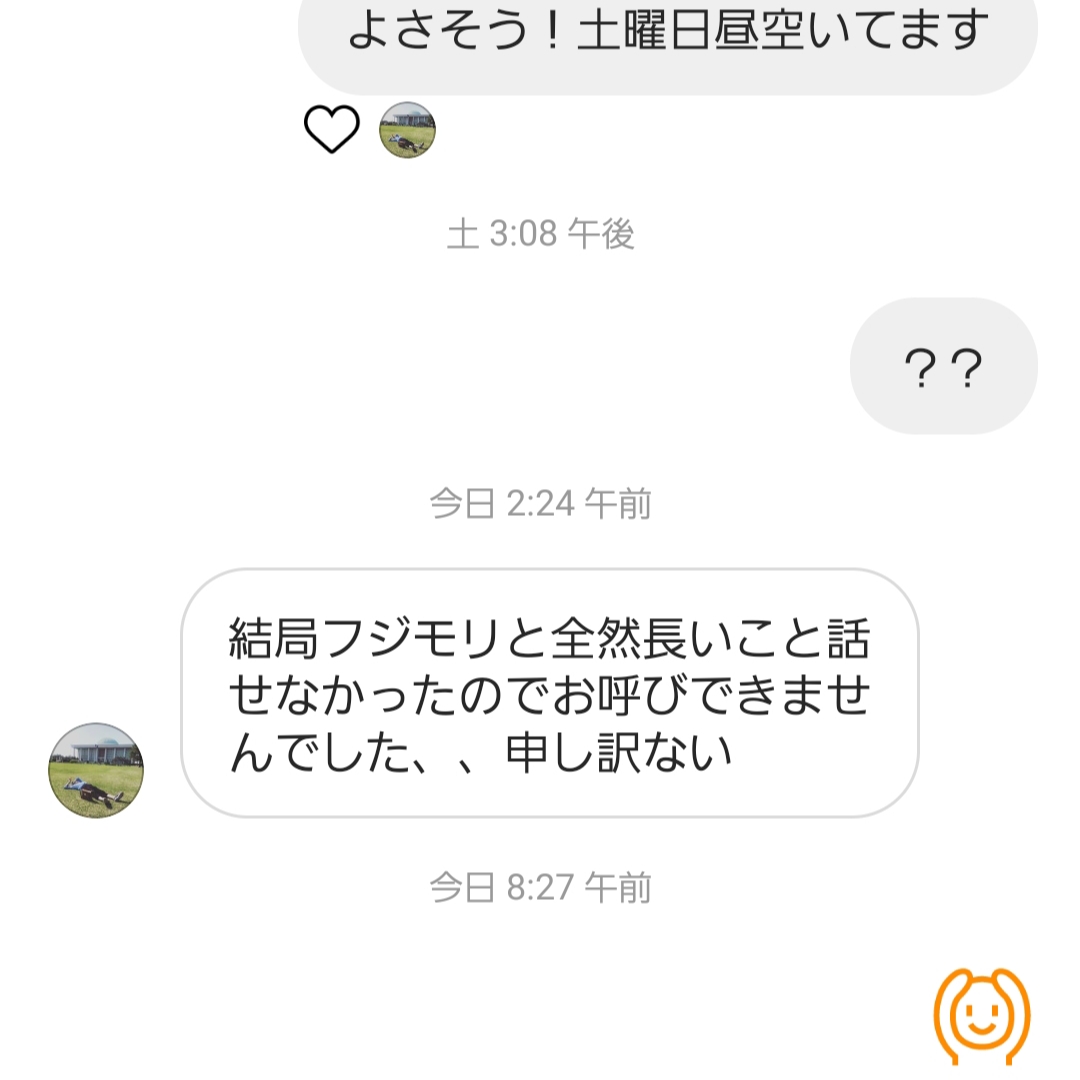 よさそう！土曜日昼空いてます
土 3:08 午後
？？
今日 2:24 午前
結局フジモリと全然長いこと話
せなかったのでお呼びできませ
んでした、、申し訳ない
今日 8:27 午前